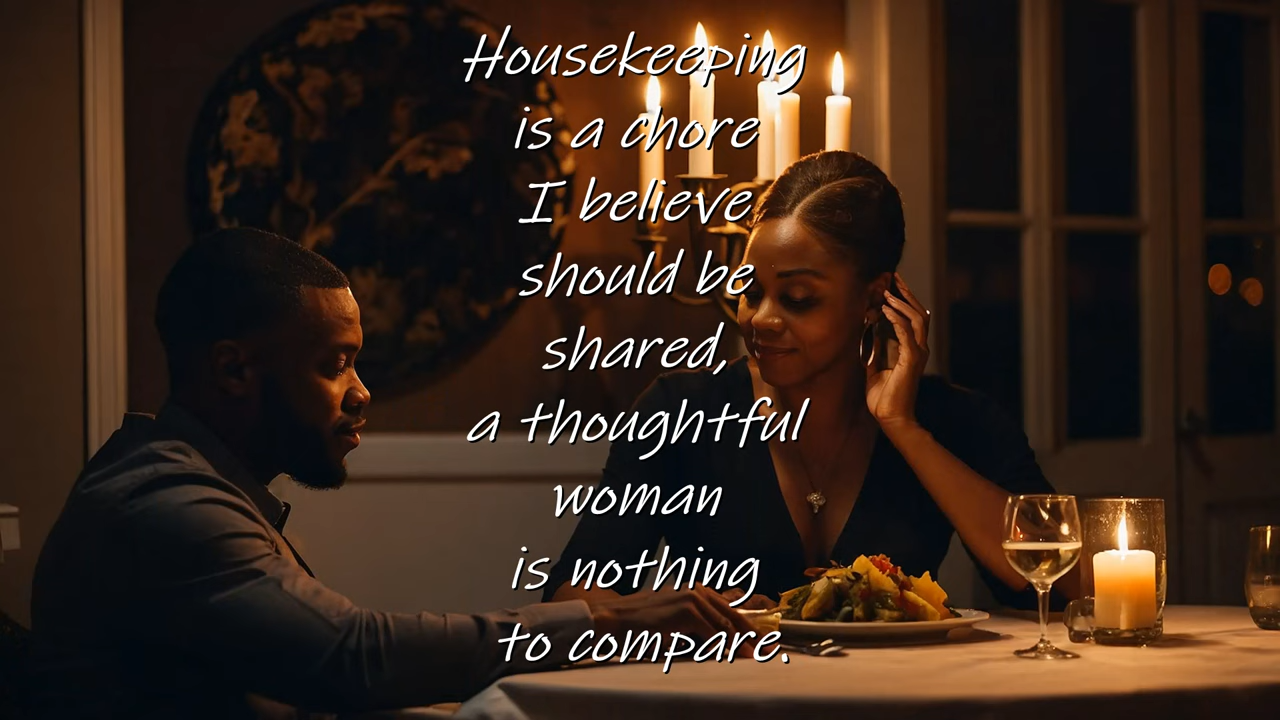 Housekeeping
is a chore
I believe
should be
shared,
a thoughtful
woman
is nothing
to compare.